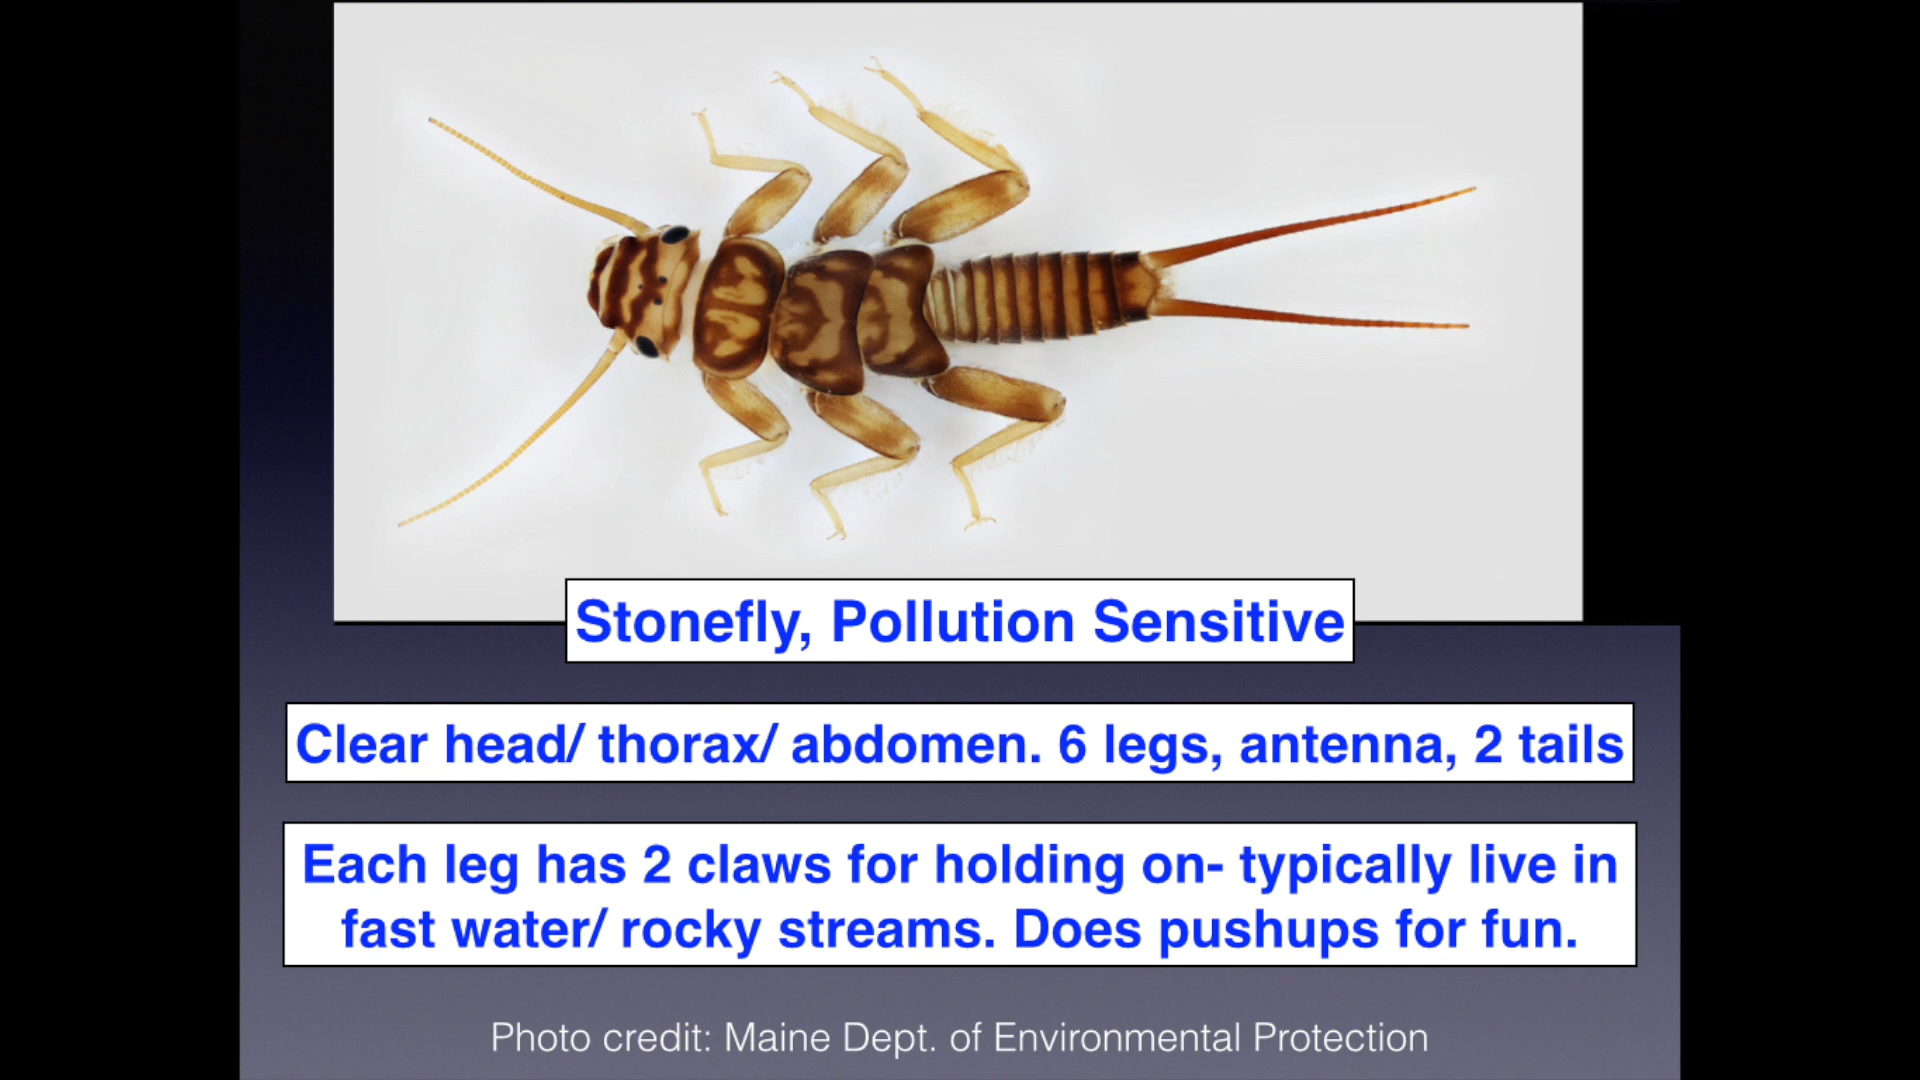 Stonefly, Pollution Sensitive
Clear head/ thorax/ abdomen. 6 legs, antenna, 2 tails
Each leg has 2 claws for holding on- typically live in
fast water/ rocky streams. Does pushups for fun.
Photo credit: Maine Dept. of Environmental Protection